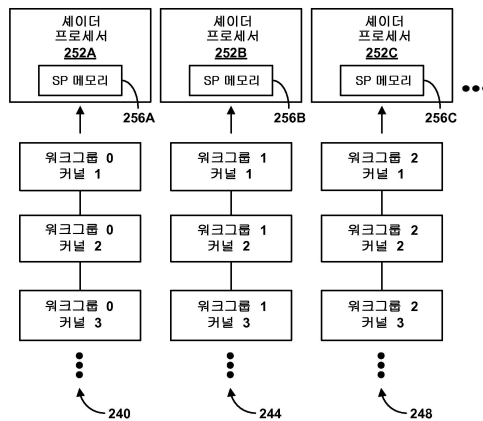 셰이더
프로세서
252A
SP 메모리
256A
셰이더
프로세서
252B
SP 메모리
256B
셰이더
프로세서
252C
SP 메모리
256C
워크그룹 0
커널 1
워크그룹 1
커널 1
워크그룹 2
커널 1
워크그룹 0
커널 2
워크그룹 1
커널 2
워크그룹 2
커널 2
워크그룹 0
커널 3
워크그룹 1
커널 3
워크그룹 2
커널 3
240
244
248